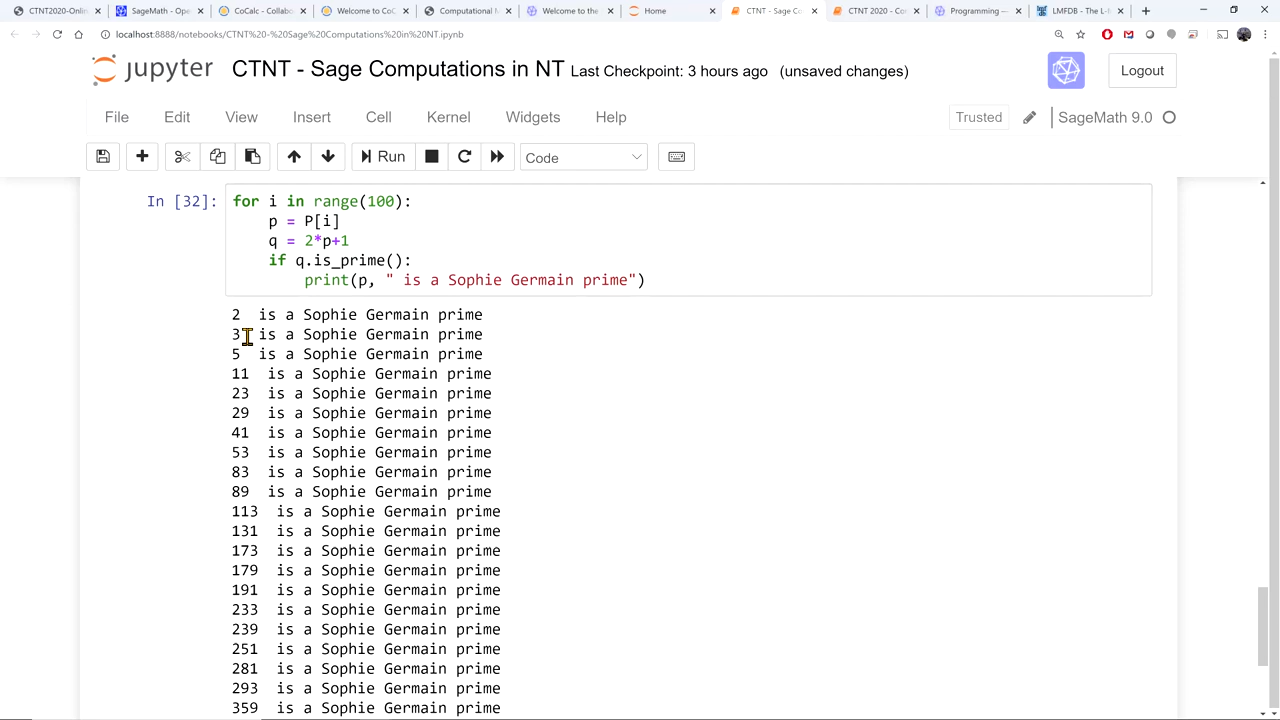 CTNT2020-Onlin
SageMath - Ope
CoCalc - Collabo
Welcome to CoC
Computational M
Welcome to the
Home
CTNT - Sage Co
CTNT 2020 - Con
Programming —
LMFDB - The L-f
localhost:8888/notebooks/CTNT%20-%20Sage%20Computations%20in%20NT.ipynb
jupyter CTNT - Sage Computations in NT Last Checkpoint: 3 hours ago (unsaved changes) Logout
File Edit View Insert Cell Kernel Widgets Help Trusted SageMath 9.0
Run Code
In [32]: for i in range(100):
p = P[i]
q = 2*p+1
if q.is_prime():
print(p, " is a Sophie Germain prime")
2  is a Sophie Germain prime
3  is a Sophie Germain prime
5  is a Sophie Germain prime
11  is a Sophie Germain prime
23  is a Sophie Germain prime
29  is a Sophie Germain prime
41  is a Sophie Germain prime
53  is a Sophie Germain prime
83  is a Sophie Germain prime
89  is a Sophie Germain prime
113  is a Sophie Germain prime
131  is a Sophie Germain prime
173  is a Sophie Germain prime
179  is a Sophie Germain prime
191  is a Sophie Germain prime
233  is a Sophie Germain prime
239  is a Sophie Germain prime
251  is a Sophie Germain prime
281  is a Sophie Germain prime
293  is a Sophie Germain prime
359  is a Sophie Germain prime